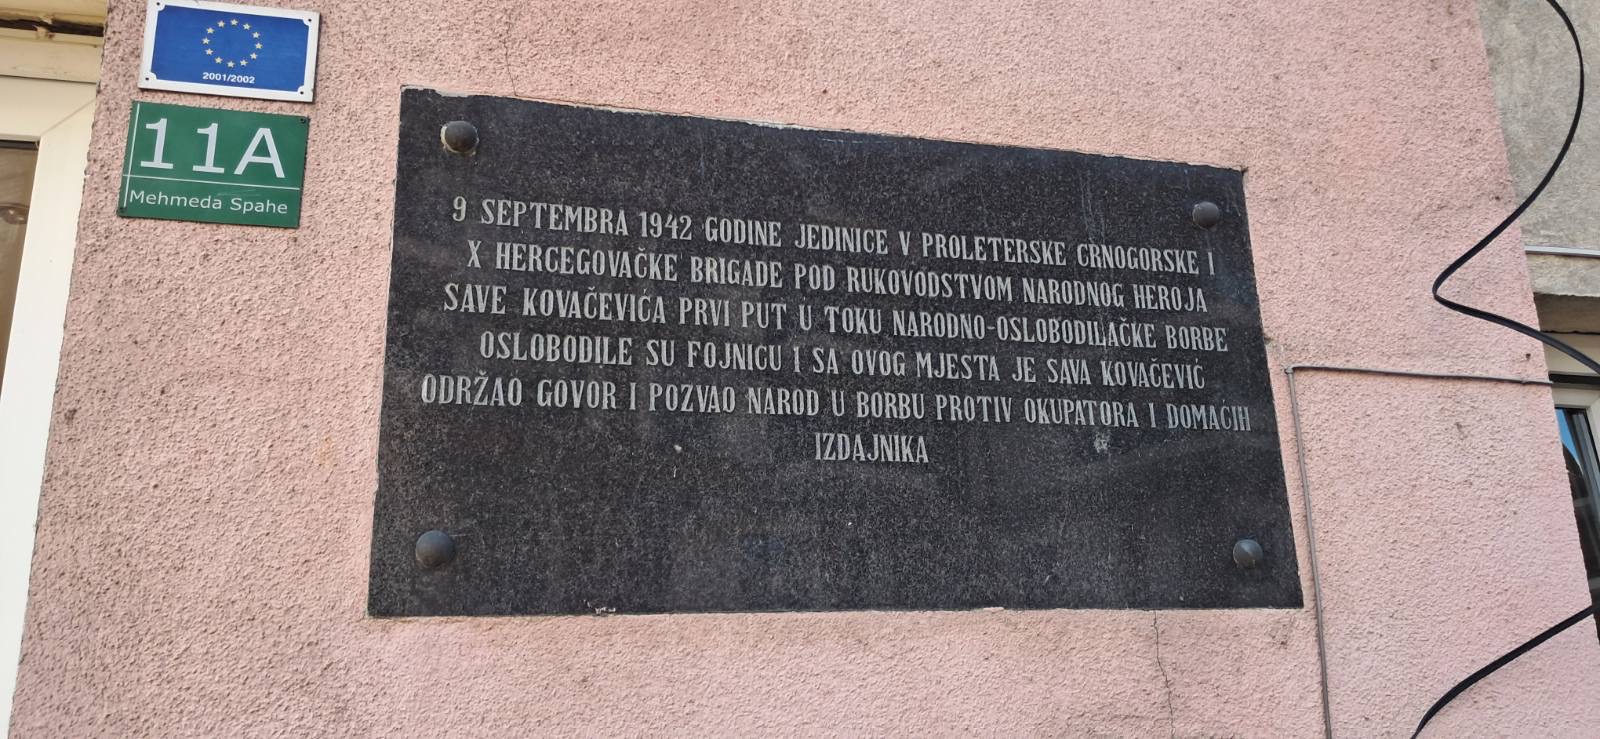 2001/2002
11A
Mehmeda Spahe
9 SEPTEMBRA 1942 GODINE JEDINICE V PROLETERSKE CRNOGORSKE I
X HERCEGOVAČKE BRIGADE POD RUKOVODSTVOM NARODNOG HEROJA
SAVE KOVAČEVIĆA PRVI PUT U TOKU NARODNO-OSLOBODILAČKE BORBE
OSLOBODILE SU FOJNICU I SA OVOG MJESTA JE SAVA KOVAČEVIĆ
ODRŽAO GOVOR I POZVAO NAROD U BORBU PROTIV OKUPATORA I DOMAĆIH
IZDAJNIKA